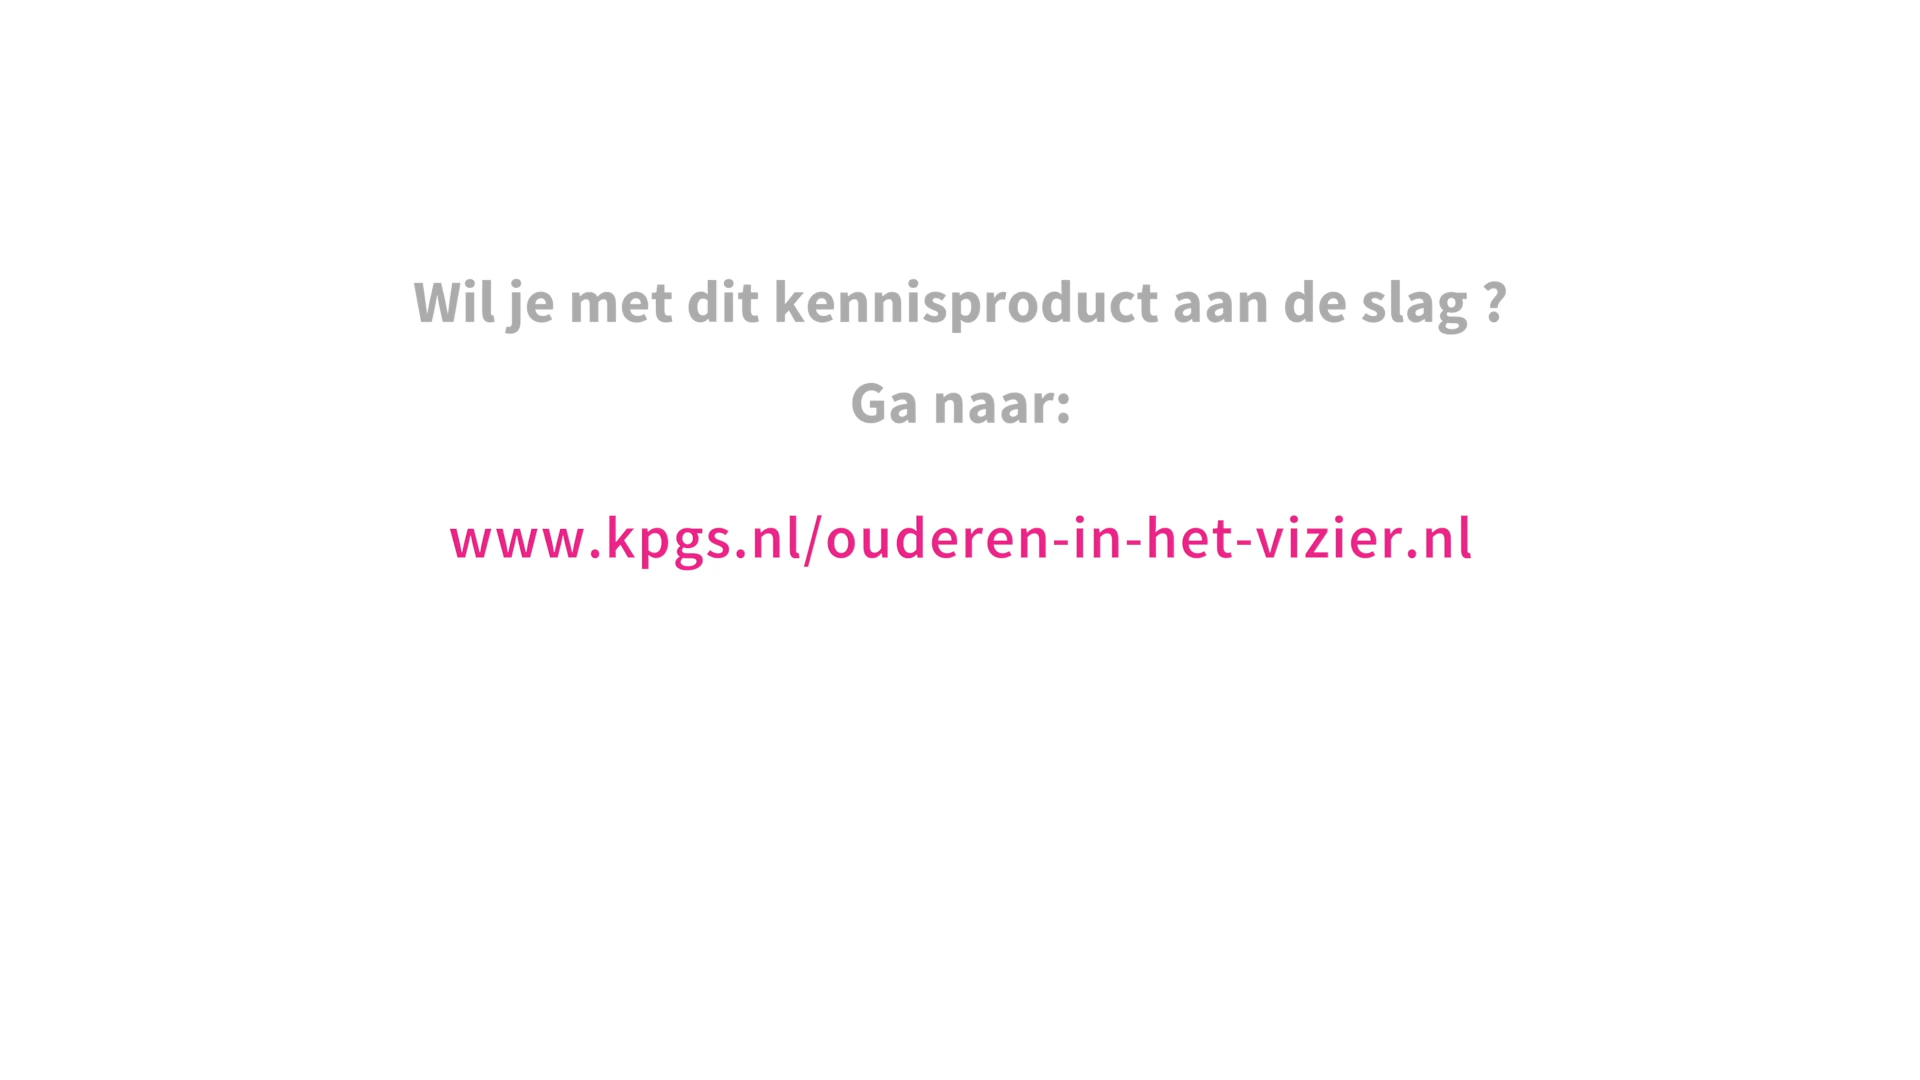 Wil je met dit kennisproduct aan de slag ?
Ga naar:
www.kpgs.nl/ouderen-in-het-vizier.nl